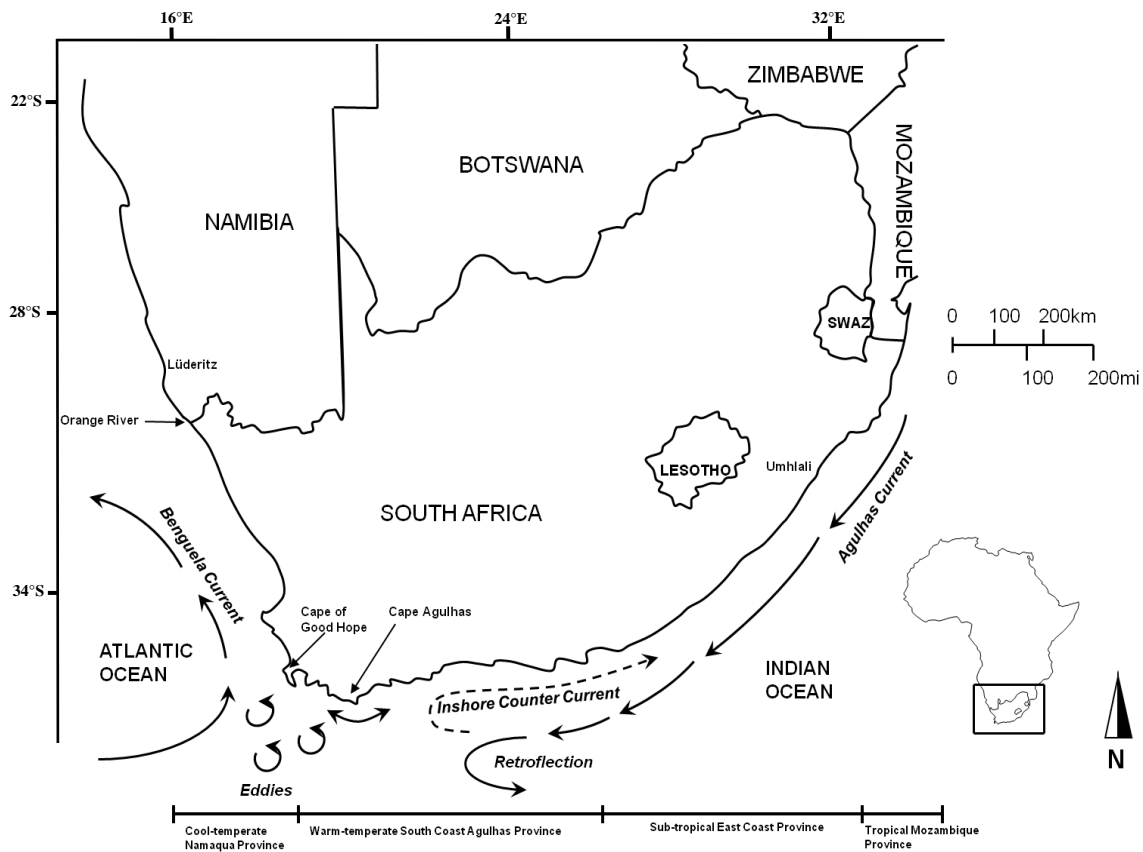 16°E
24°E
32°E
ZIMBABWE
22°S
MOZAMBIQUE
BOTSWANA
NAMIBIA
28°S
SWAZ
0 100 200km
0 100 200mi
Lüderitz
Orange River
LESOTHO
Umhlali
Agulhas Current
SOUTH AFRICA
Benguela Current
34°S
Cape of
Good Hope
Cape Agulhas
ATLANTIC
OCEAN
INDIAN
OCEAN
Inshore Counter Current
Retroflection
Eddies
N
Cool-temperate
Namaqua Province
Warm-temperate South Coast Agulhas Province
Sub-tropical East Coast Province
Tropical Mozambique
Province